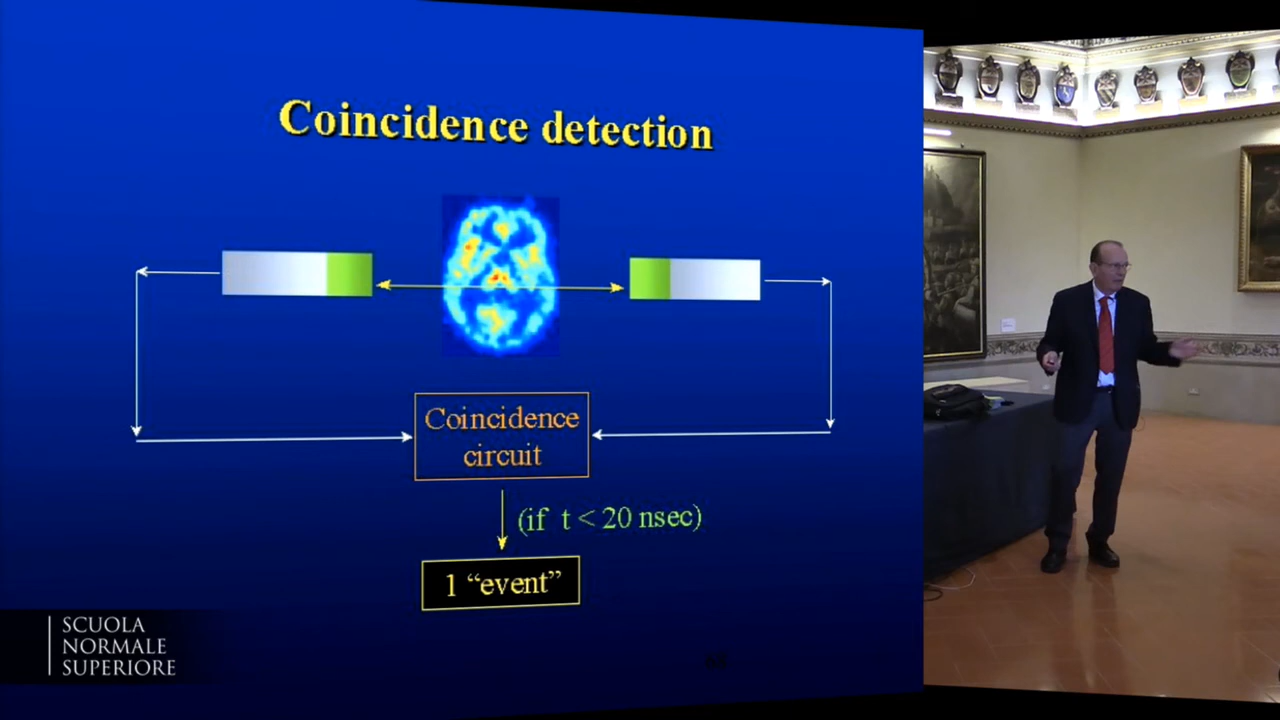 Coincidence detection
Coincidence
circuit
(if t < 20 nsec)
1 “event”
SCUOLA
NORMALE
SUPERIORE